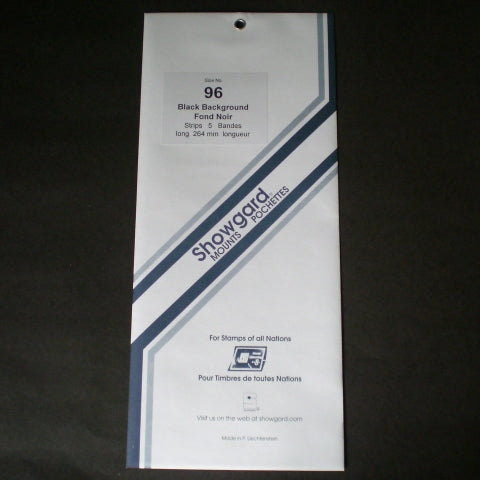 Size No.
96
Black Background
Fond Noir
Strips 5 Bandes
long 264 mm longueur
Showgard®
MOUNTS POCHETTES
For Stamps of all Nations
Pour Timbres de toutes Nations
Visit us on the web at showgard.com
Made in P. Liechtenstein